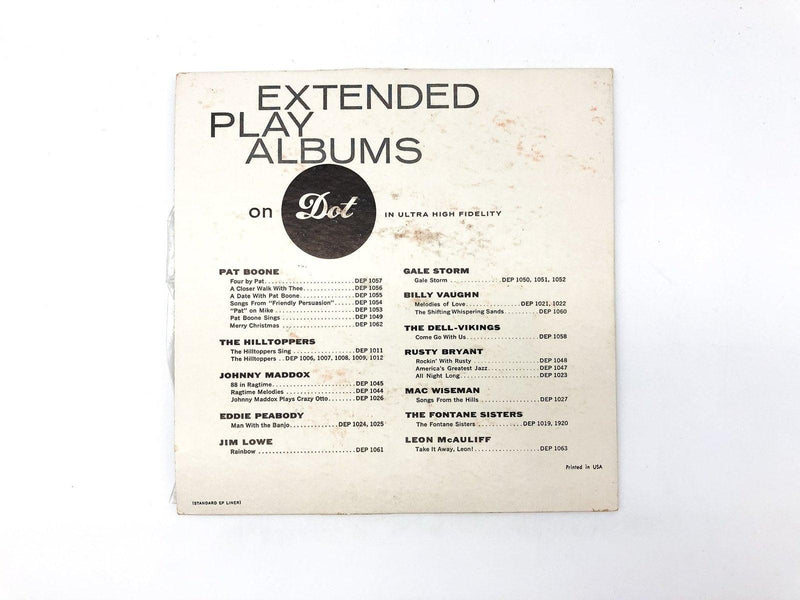 EXTENDED
PLAY
ALBUMS
on Dot IN ULTRA HIGH FIDELITY
PAT BOONE
Four by Pat..........................DEP 1057
A Closer Walk With Thee..............DEP 1056
A Date With Pat Boone................DEP 1055
Songs From "Friendly Persuasion".....DEP 1054
"Pat" on Mike........................DEP 1053
Pat Boone Sings......................DEP 1049
Merry Christmas......................DEP 1062
THE HILLTOPPERS
The Hilltoppers Sing.................DEP 1011
The Hilltoppers..DEP 1006, 1007, 1008, 1009, 1012
JOHNNY MADDOX
88 in Ragtime........................DEP 1045
Ragtime Melodies.....................DEP 1044
Johnny Maddox Plays Crazy Otto.......DEP 1026
EDDIE PEABODY
Man With the Banjo.............DEP 1024, 1025
JIM LOWE
Rainbow..............................DEP 1061
GALE STORM
Gale Storm...............DEP 1050, 1051, 1052
BILLY VAUGHN
Melodies of Love...............DEP 1021, 1022
The Shifting Whispering Sands........DEP 1060
THE DELL-VIKINGS
Come Go With Us......................DEP 1058
RUSTY BRYANT
Rockin' With Rusty...................DEP 1048
America's Greatest Jazz..............DEP 1047
All Night Long.......................DEP 1023
MAC WISEMAN
Songs From the Hills.................DEP 1027
THE FONTANE SISTERS
The Fontane Sisters............DEP 1019, 1920
LEON McAULIFF
Take It Away, Leon!..................DEP 1063
Printed in USA
(STANDARD EP LINER)